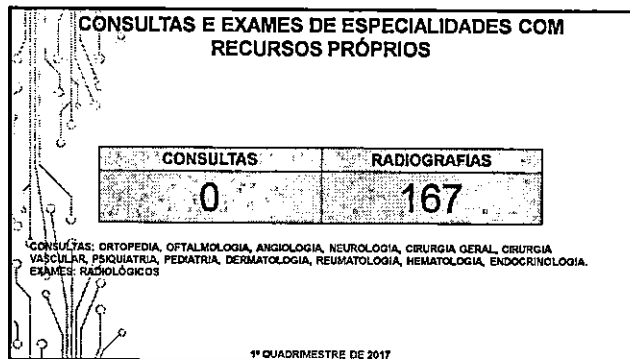 CONSULTAS E EXAMES DE ESPECIALIDADES COM
RECURSOS PRÓPRIOS
CONSULTAS RADIOGRAFIAS
0 167
CONSULTAS: ORTOPEDIA, OFTALMOLOGIA, ANGIOLOGIA, NEUROLOGIA, CIRURGIA GERAL, CIRURGIA
VASCULAR, PSIQUIATRIA, PEDIATRIA, DERMATOLOGIA, REUMATOLOGIA, HEMATOLOGIA, ENDOCRINOLOGIA.
EXAMES: RADIOLÓGICOS
1º QUADRIMESTRE DE 2017